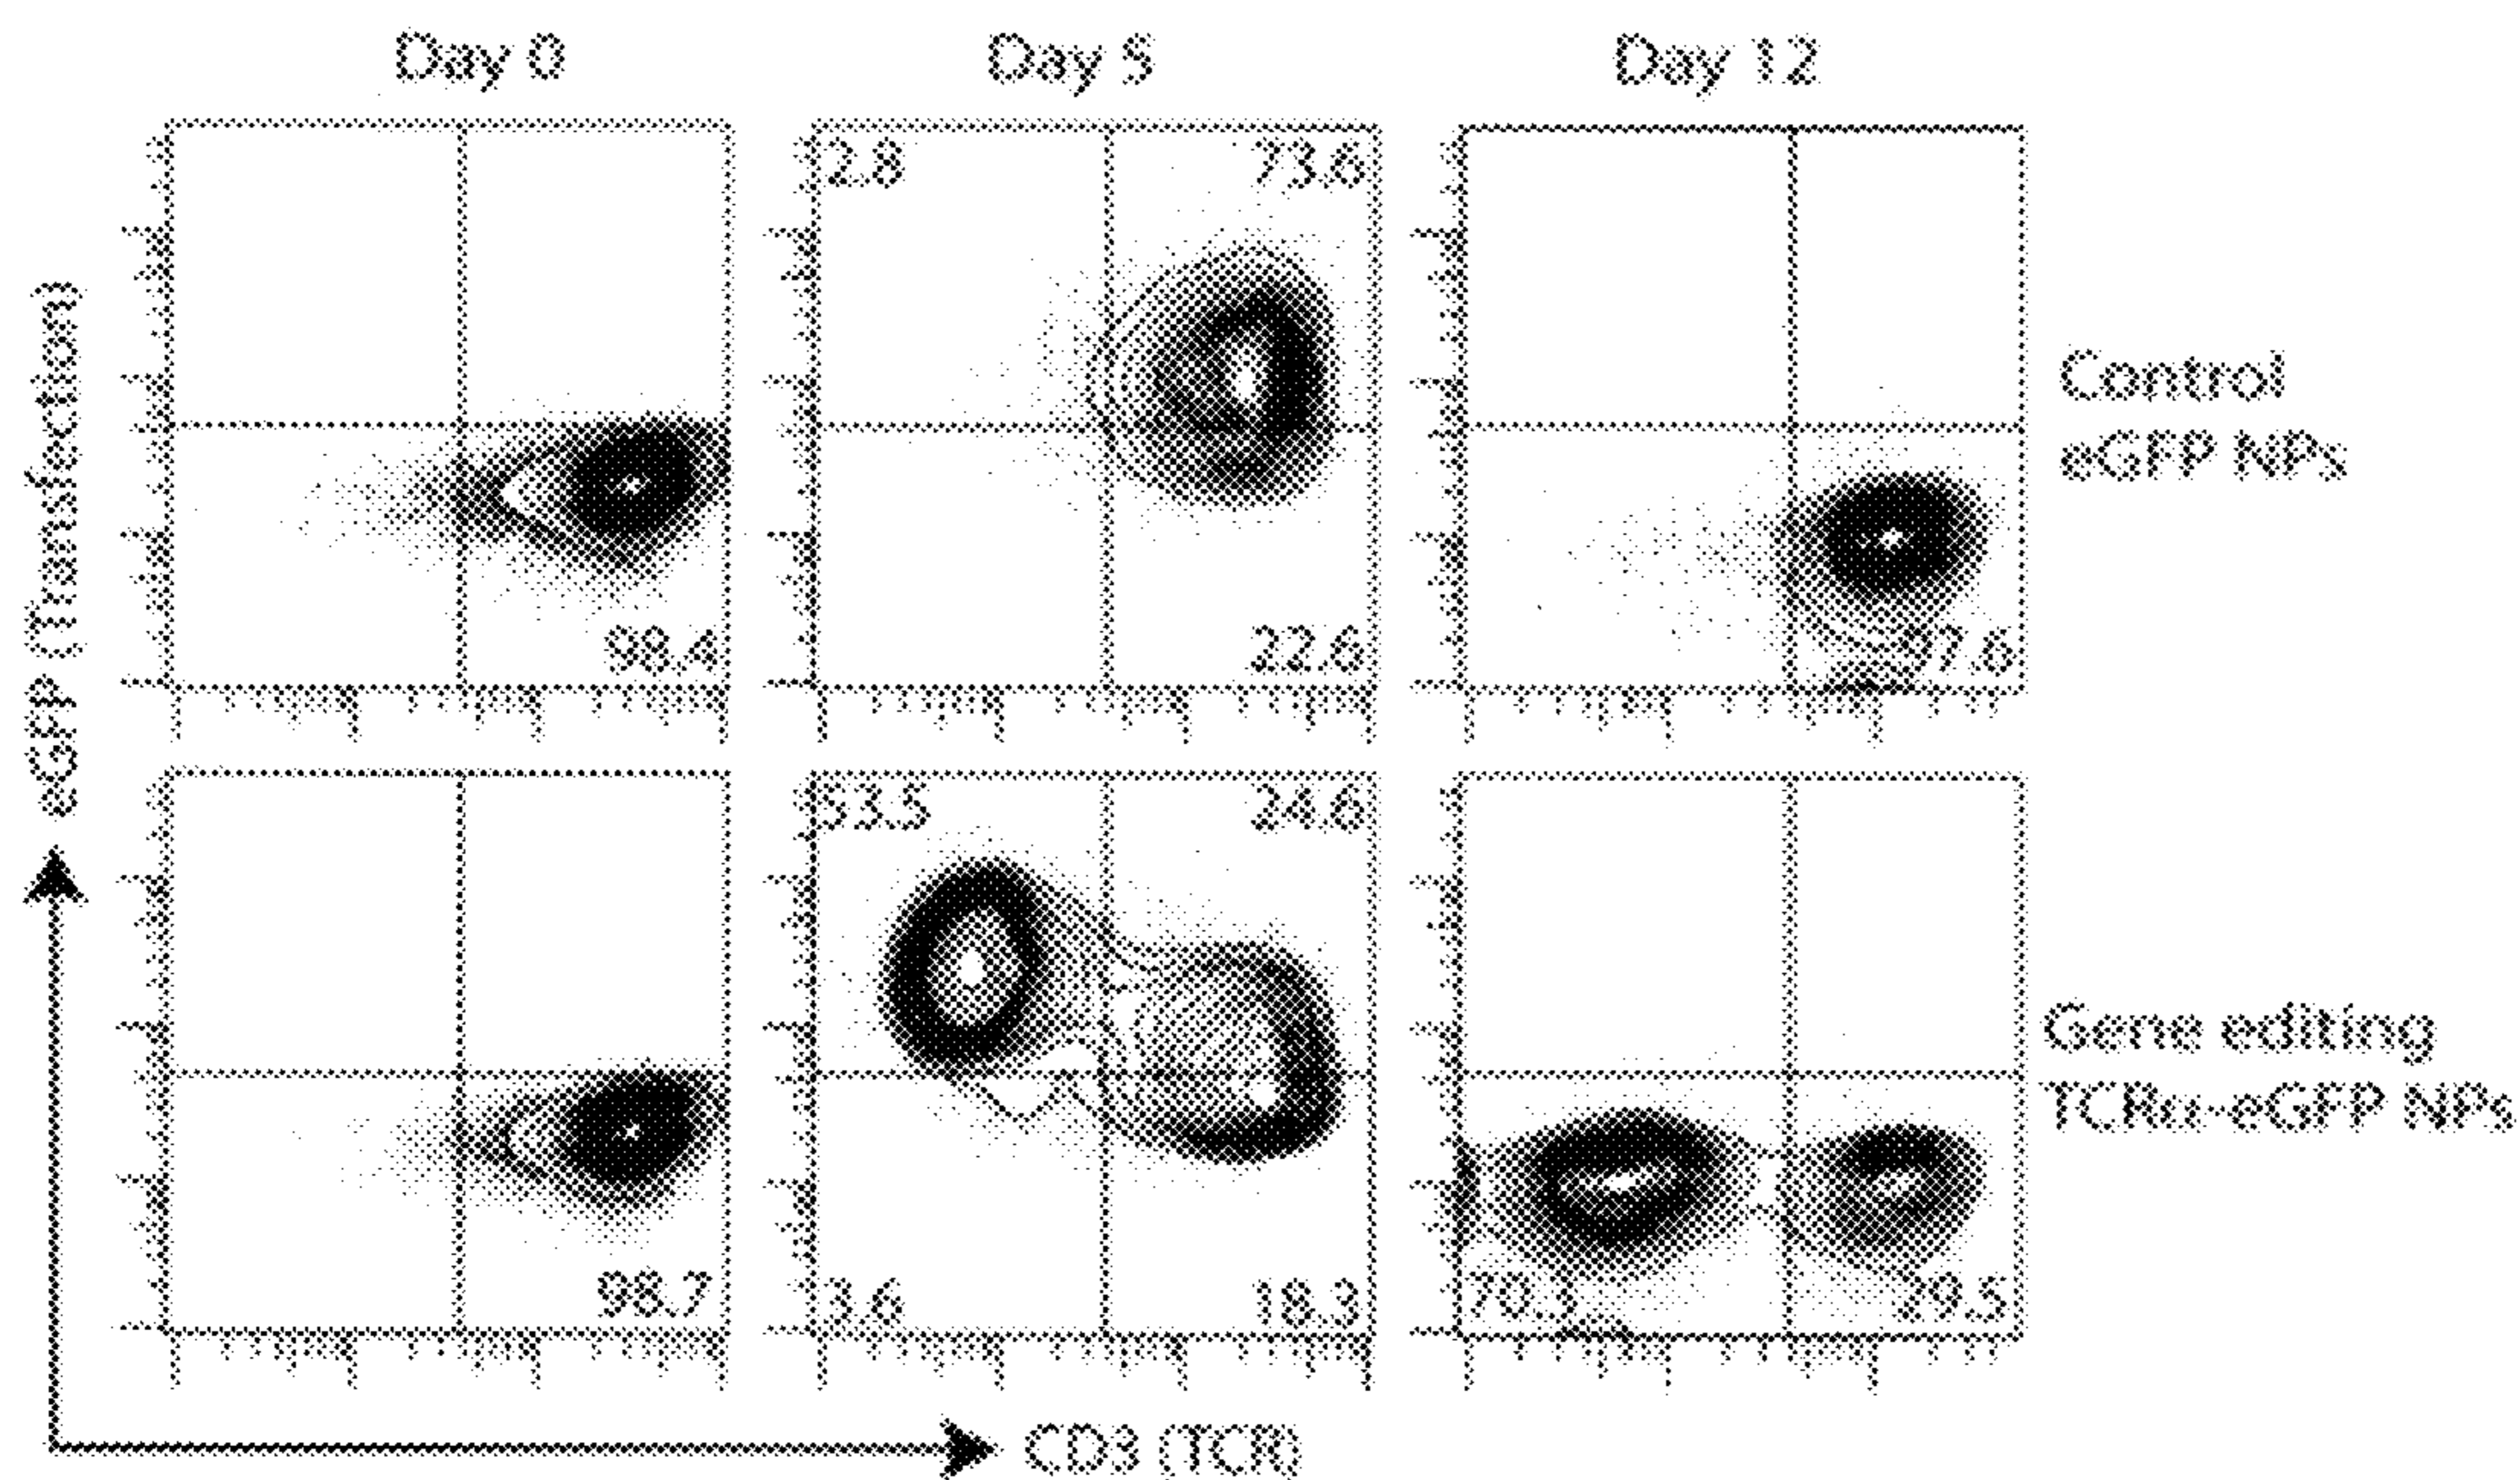 Day 0
Day 5
Day 12
eGFP (Transfection)
2.8
73.6
98.4
22.6
97.6
Control
eGFP NPs
53.5
24.6
98.7
3.6
18.3
29.5
Gene editing
TCRα-eGFP NPs
CD3 (TCR)